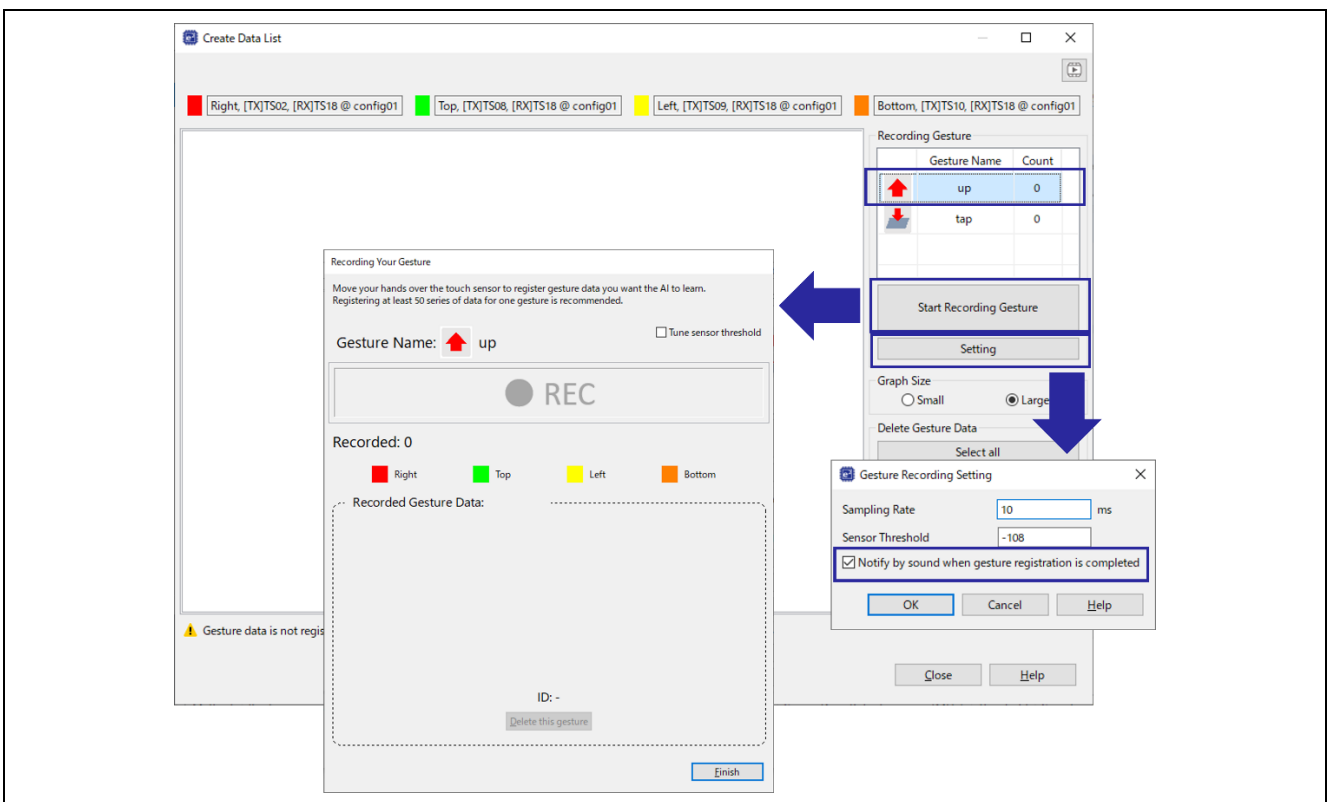 Create Data List
Right, [TX]TS02, [RX]TS18 @ config01
Top, [TX]TS08, [RX]TS18 @ config01
Left, [TX]TS09, [RX]TS18 @ config01
Bottom, [TX]TS10, [RX]TS18 @ config01
Recording Gesture
Gesture Name Count
up 0
tap 0
Start Recording Gesture
Setting
Graph Size
Small Large
Delete Gesture Data
Select all
Recording Your Gesture
Move your hands over the touch sensor to register gesture data you want the AI to learn.
Registering at least 50 series of data for one gesture is recommended.
Tune sensor threshold
Gesture Name: up
REC
Recorded: 0
Right Top Left Bottom
Recorded Gesture Data:
ID: -
Delete this gesture
Finish
Gesture Recording Setting
Sampling Rate 10 ms
Sensor Threshold -108
Notify by sound when gesture registration is completed
OK Cancel Help
Gesture data is not regis
Close Help